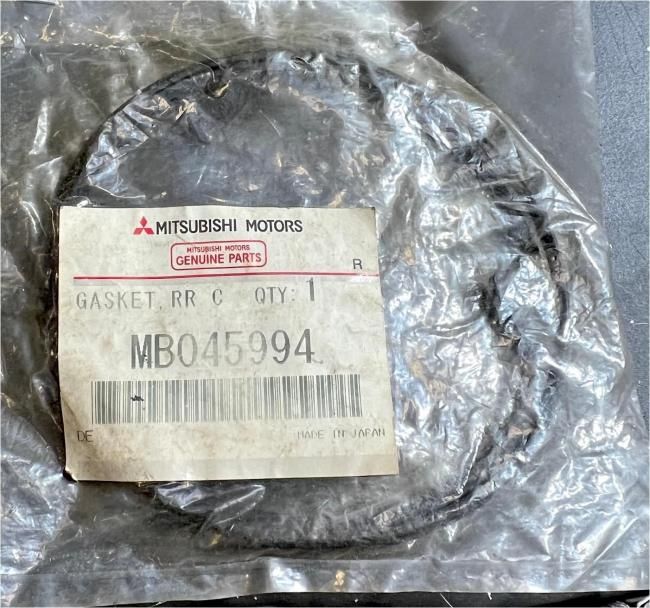 MITSUBISHI MOTORS
MITSUBISHI MOTORS
GENUINE PARTS
R
GASKET, RR C QTY: 1
MB045994
DE MADE IN JAPAN